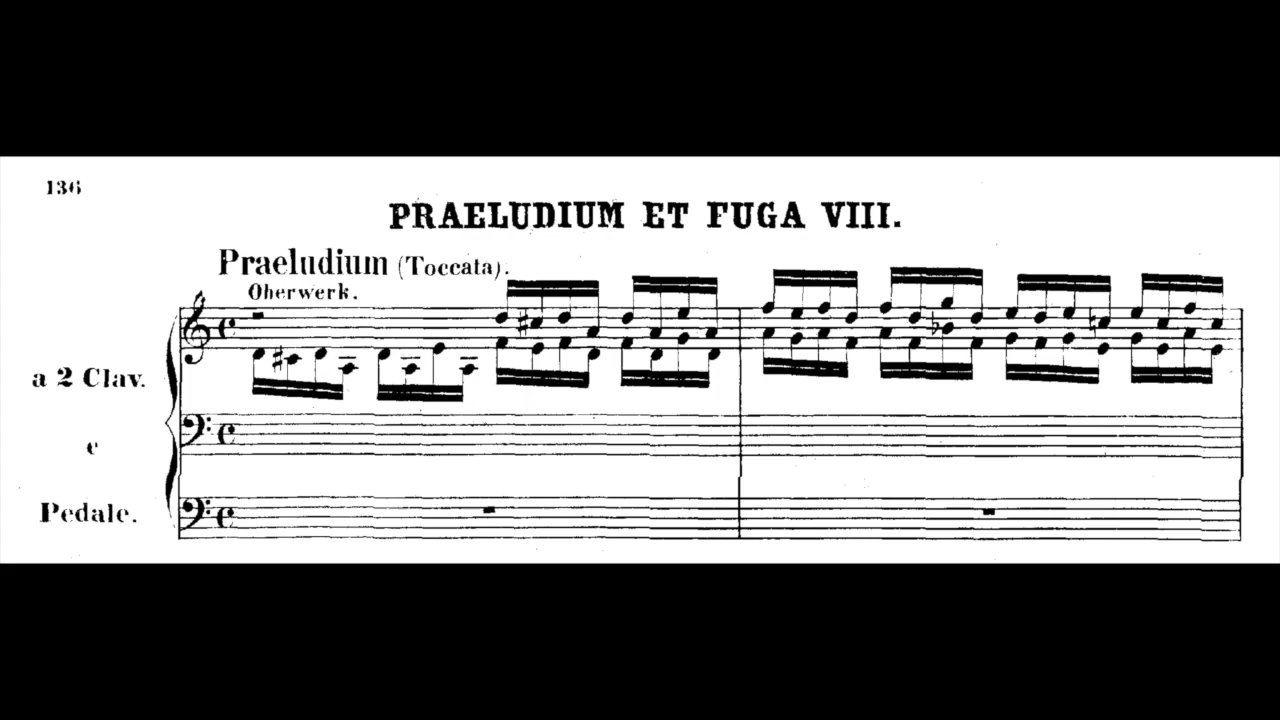 136
PRAELUDIUM ET FUGA VIII.
Praeludium (Toccata).
Oberwerk.
a 2 Clav.
e
Pedale.